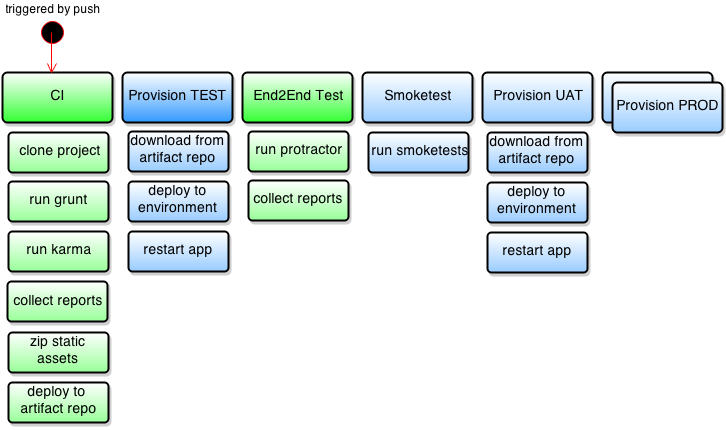 triggered by push
CI
clone project
run grunt
run karma
collect reports
zip static
assets
deploy to
artifact repo
Provision TEST
download from
artifact repo
deploy to
environment
restart app
End2End Test
run protractor
collect reports
Smoketest
run smoketests
Provision UAT
download from
artifact repo
deploy to
environment
restart app
Provision PROD